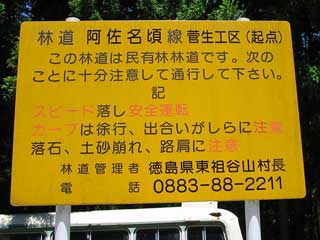 林道 阿佐名頃線 菅生工区(起点)
この林道は民有林林道です。次の
ことに十分注意して通行して下さい。
記
スピード落し安全運転
カーブは徐行、出合いがしらに注意
落石、土砂崩れ、路肩に注意
林道管理者 徳島県東祖谷山村長
電話 0883-88-2211